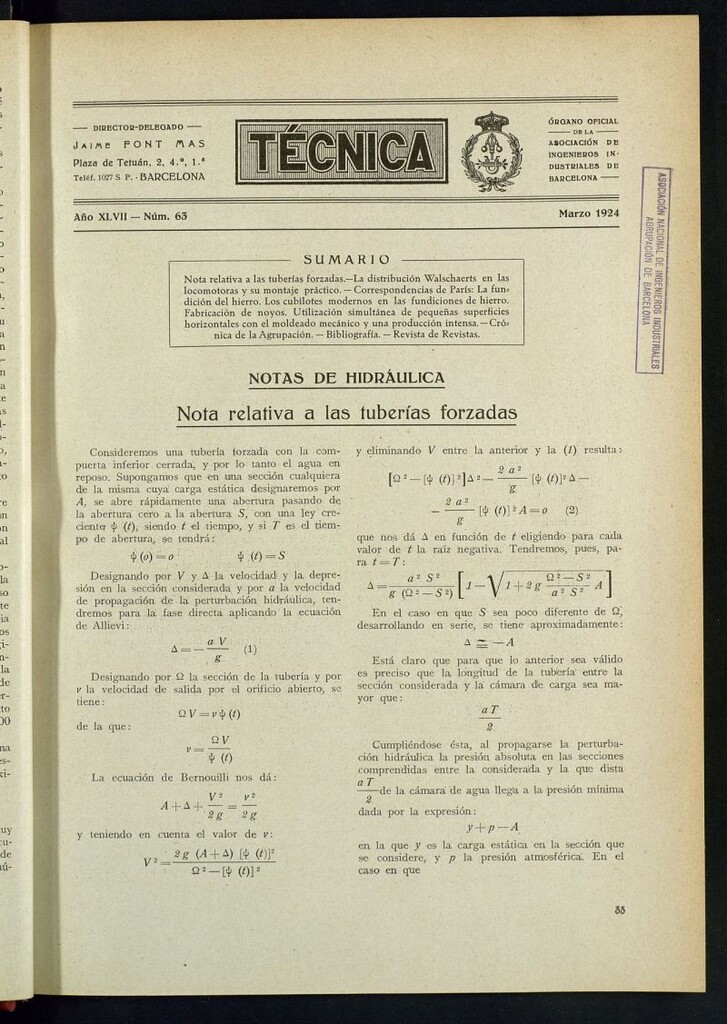 DIRECTOR-DELEGADO
JAIME FONT MAS
Plaza de Tetuán, 2, 4.º, 1.ª
Teléf. 1027 S P. - BARCELONA
TÉCNICA
ÓRGANO OFICIAL
DE LA
ASOCIACIÓN DE
INGENIEROS IN-
DUSTRIALES DE
BARCELONA
Año XLVII — Núm. 63
Marzo 1924
ASOCIACIÓN NACIONAL DE INGENIEROS INDUSTRIALES
AGRUPACIÓN DE BARCELONA
SUMARIO
Nota relativa a las tuberías forzadas.—La distribución Walschaerts en las
locomotoras y su montaje práctico. — Correspondencias de París: La fun-
dición del hierro. Los cubilotes modernos en las fundiciones de hierro.
Fabricación de noyos. Utilización simultánea de pequeñas superficies
horizontales con el moldeado mecánico y una producción intensa.—Cró-
nica de la Agrupación. — Bibliografía. — Revista de Revistas.
NOTAS DE HIDRÁULICA
Nota relativa a las tuberías forzadas
Consideremos una tubería forzada con la com-
puerta inferior cerrada, y por lo tanto el agua en
reposo. Supongamos que en una sección cualquiera
de la misma cuya carga estática designaremos por
A, se abre rápidamente una abertura pasando de
la abertura cero a la abertura S, con una ley cre-
ciente ψ (t), siendo t el tiempo, y si T es el tiem-
po de abertura, se tendrá:
ψ (o) = o ψ (t) = S
Designando por V y Δ la velocidad y la depre-
sión en la sección considerada y por a la velocidad
de propagación de la perturbación hidráulica, ten-
dremos para la fase directa aplicando la ecuación
de Allievi:
Δ = — a V / g (1)
Designando por Ω la sección de la tubería y por
v la velocidad de salida por el orificio abierto, se
tiene:
Ω V = v ψ (t)
de la que:
v = Ω V / ψ (t)
La ecuación de Bernouilli nos dá:
A + Δ + V² / 2 g = v² / 2 g
y teniendo en cuenta el valor de v:
V² = 2 g (A + Δ) [ψ (t)]² / Ω² — [ψ (t)]²
y eliminando V entre la anterior y la (1) resulta:
[Ω² — [ψ (t)]²] Δ² — 2 a² / g [ψ (t)]² Δ —
— 2 a² / g [ψ (t)]² A = o (2)
que nos dá Δ en función de t eligiendo para cada
valor de t la raíz negativa. Tendremos, pues, pa-
ra t = T:
Δ = a² S² / g (Ω² — S²) [1 — √ 1 + 2 g Ω² — S² / a² S² A]
En el caso en que S sea poco diferente de Ω,
desarrollando en serie, se tiene aproximadamente:
Δ ≅ — A
Está claro que para que lo anterior sea válido
es preciso que la longitud de la tubería entre la
sección considerada y la cámara de carga sea ma-
yor que:
a T / 2
Cumpliéndose ésta, al propagarse la perturba-
ción hidráulica la presión absoluta en las secciones
comprendidas entre la considerada y la que dista
a T / 2 de la cámara de agua llega a la presión mínima
dada por la expresión:
y + p — A
en la que y es la carga estática en la sección que
se considere, y p la presión atmosférica. En el
caso en que
33